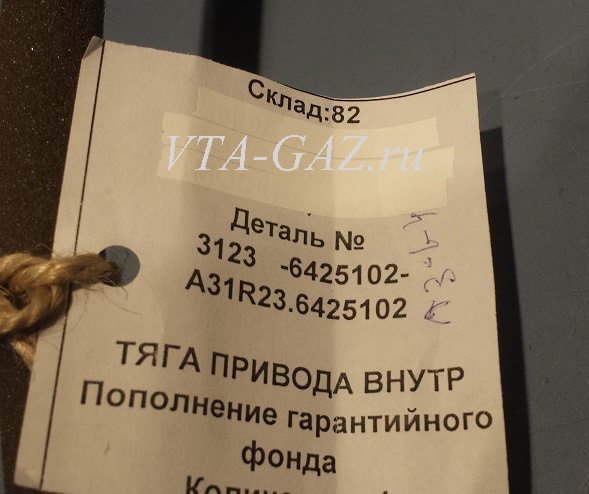 Склад:82
VTA-GAZ.ru
Деталь №
3123 -6425102-
A31R23.6425102
ТЯГА ПРИВОДА ВНУТР
Пополнение гарантийного
фонда